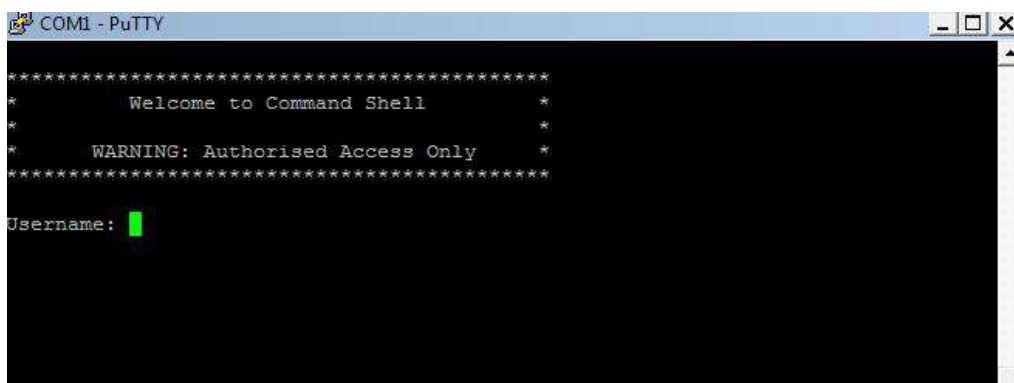 COM1 - PuTTY
*********************************************
* Welcome to Command Shell *
* *
* WARNING: Authorised Access Only *
*********************************************
Username: